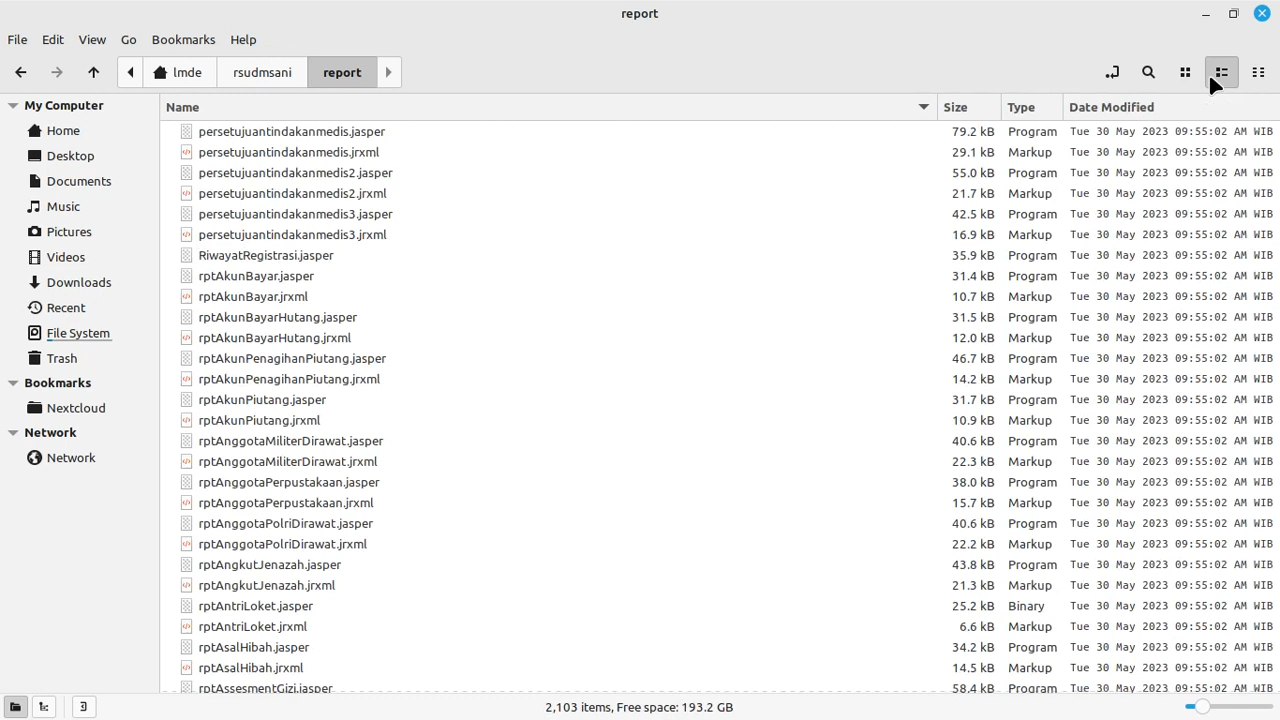 report
File Edit View Go Bookmarks Help
lmde rsudmsani report
My Computer
Home
Desktop
Documents
Music
Pictures
Videos
Downloads
Recent
File System
Trash
Bookmarks
Nextcloud
Network
Network
Name Size Type Date Modified
persetujuantindakanmedis.jasper 79.2 kB Program Tue 30 May 2023 09:55:02 AM WIB
persetujuantindakanmedis.jrxml 29.1 kB Markup Tue 30 May 2023 09:55:02 AM WIB
persetujuantindakanmedis2.jasper 55.0 kB Program Tue 30 May 2023 09:55:02 AM WIB
persetujuantindakanmedis2.jrxml 21.7 kB Markup Tue 30 May 2023 09:55:02 AM WIB
persetujuantindakanmedis3.jasper 42.5 kB Program Tue 30 May 2023 09:55:02 AM WIB
persetujuantindakanmedis3.jrxml 16.9 kB Markup Tue 30 May 2023 09:55:02 AM WIB
RiwayatRegistrasi.jasper 35.9 kB Program Tue 30 May 2023 09:55:02 AM WIB
rptAkunBayar.jasper 31.4 kB Program Tue 30 May 2023 09:55:02 AM WIB
rptAkunBayar.jrxml 10.7 kB Markup Tue 30 May 2023 09:55:02 AM WIB
rptAkunBayarHutang.jasper 31.5 kB Program Tue 30 May 2023 09:55:02 AM WIB
rptAkunBayarHutang.jrxml 12.0 kB Markup Tue 30 May 2023 09:55:02 AM WIB
rptAkunPenagihanPiutang.jasper 46.7 kB Program Tue 30 May 2023 09:55:02 AM WIB
rptAkunPenagihanPiutang.jrxml 14.2 kB Markup Tue 30 May 2023 09:55:02 AM WIB
rptAkunPiutang.jasper 31.7 kB Program Tue 30 May 2023 09:55:02 AM WIB
rptAkunPiutang.jrxml 10.9 kB Markup Tue 30 May 2023 09:55:02 AM WIB
rptAnggotaMiliterDirawat.jasper 40.6 kB Program Tue 30 May 2023 09:55:02 AM WIB
rptAnggotaMiliterDirawat.jrxml 22.3 kB Markup Tue 30 May 2023 09:55:02 AM WIB
rptAnggotaPerpustakaan.jasper 38.0 kB Program Tue 30 May 2023 09:55:02 AM WIB
rptAnggotaPerpustakaan.jrxml 15.7 kB Markup Tue 30 May 2023 09:55:02 AM WIB
rptAnggotaPolriDirawat.jasper 40.6 kB Program Tue 30 May 2023 09:55:02 AM WIB
rptAnggotaPolriDirawat.jrxml 22.2 kB Markup Tue 30 May 2023 09:55:02 AM WIB
rptAngkutJenazah.jasper 43.8 kB Program Tue 30 May 2023 09:55:02 AM WIB
rptAngkutJenazah.jrxml 21.3 kB Markup Tue 30 May 2023 09:55:02 AM WIB
rptAntriLoket.jasper 25.2 kB Binary Tue 30 May 2023 09:55:02 AM WIB
rptAntriLoket.jrxml 6.6 kB Markup Tue 30 May 2023 09:55:02 AM WIB
rptAsalHibah.jasper 34.2 kB Program Tue 30 May 2023 09:55:02 AM WIB
rptAsalHibah.jrxml 14.5 kB Markup Tue 30 May 2023 09:55:02 AM WIB
rptAssesmentGizi.jasper 58.4 kB Program Tue 30 May 2023 09:55:02 AM WIB
2,103 items, Free space: 193.2 GB